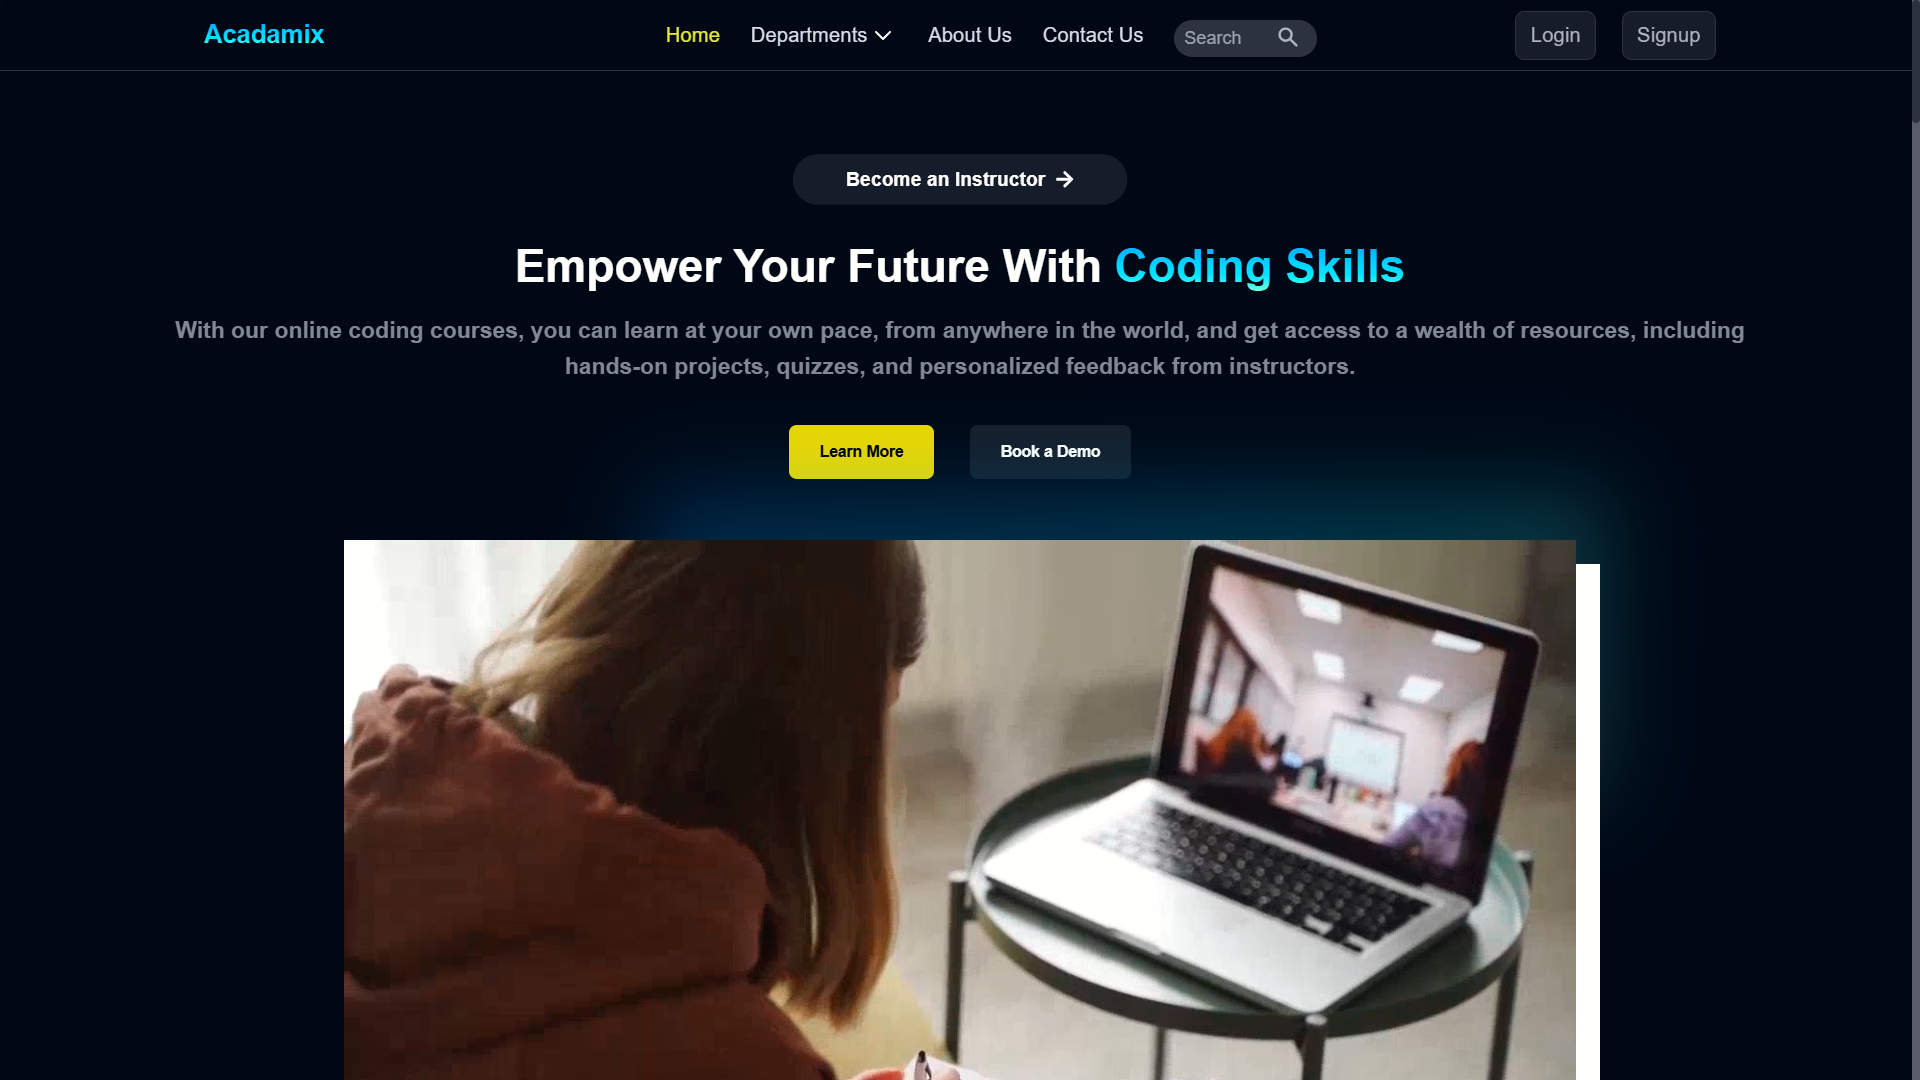 Acadamix
Home
Departments
About Us
Contact Us
Search
Login
Signup
Become an Instructor
Empower Your Future With Coding Skills
With our online coding courses, you can learn at your own pace, from anywhere in the world, and get access to a wealth of resources, including
hands-on projects, quizzes, and personalized feedback from instructors.
Learn More
Book a Demo